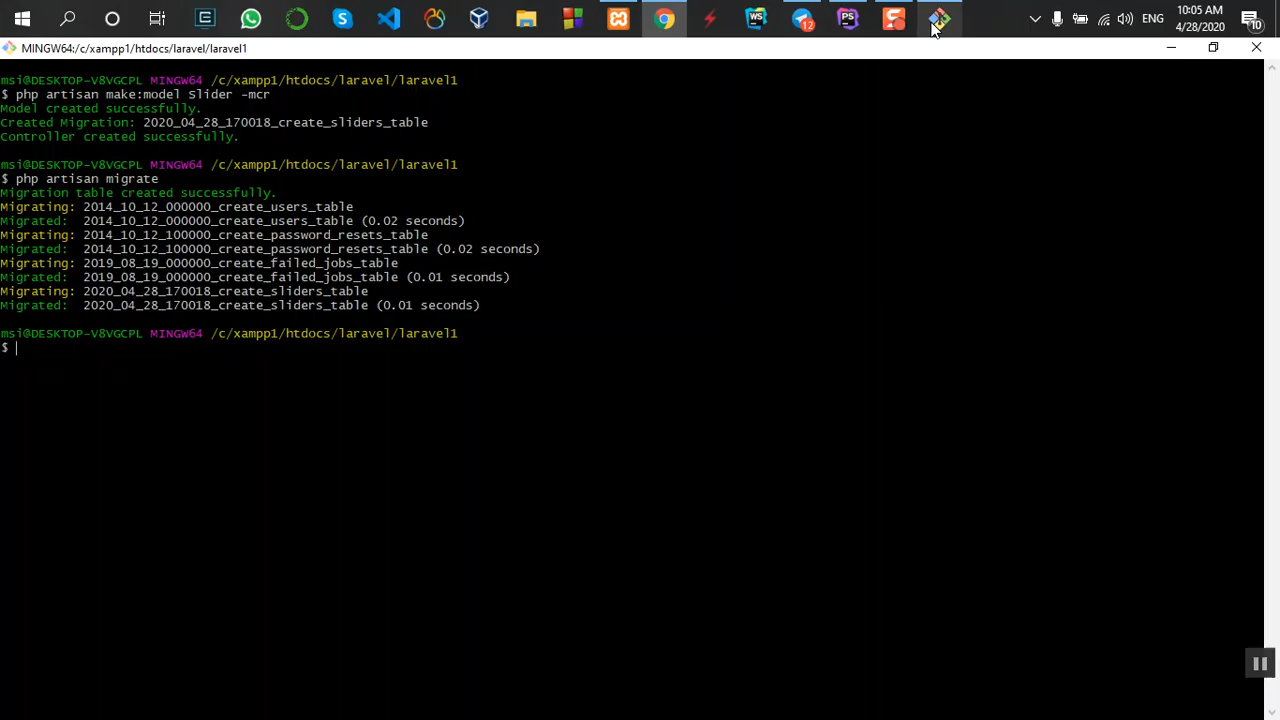 10:05 AM
ENG
4/28/2020
12
10
PS
WS
MINGW64:/c/xampp1/htdocs/laravel/laravel1
msi@DESKTOP-V8VGCPL MINGW64 /c/xampp1/htdocs/laravel/laravel1
$ php artisan make:model Slider -mcr
Model created successfully.
Created Migration: 2020_04_28_170018_create_sliders_table
Controller created successfully.
msi@DESKTOP-V8VGCPL MINGW64 /c/xampp1/htdocs/laravel/laravel1
$ php artisan migrate
Migration table created successfully.
Migrating: 2014_10_12_000000_create_users_table
Migrated:  2014_10_12_000000_create_users_table (0.02 seconds)
Migrating: 2014_10_12_100000_create_password_resets_table
Migrated:  2014_10_12_100000_create_password_resets_table (0.02 seconds)
Migrating: 2019_08_19_000000_create_failed_jobs_table
Migrated:  2019_08_19_000000_create_failed_jobs_table (0.01 seconds)
Migrating: 2020_04_28_170018_create_sliders_table
Migrated:  2020_04_28_170018_create_sliders_table (0.01 seconds)
msi@DESKTOP-V8VGCPL MINGW64 /c/xampp1/htdocs/laravel/laravel1
$